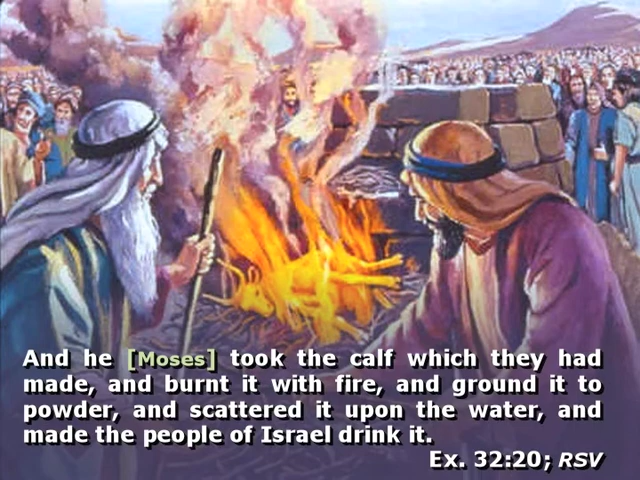 And he [Moses] took the calf which they had
made, and burnt it with fire, and ground it to
powder, and scattered it upon the water, and
made the people of Israel drink it.
Ex. 32:20; RSV